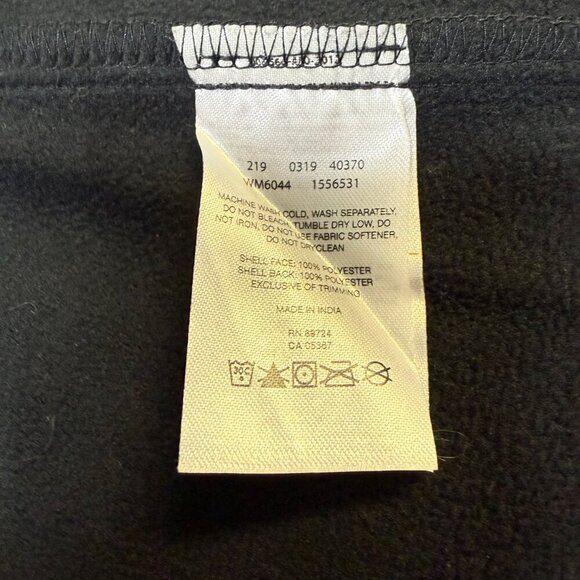 219 0319 40370
WM6044 1556531
MACHINE WASH COLD, WASH SEPARATELY,
DO NOT BLEACH, TUMBLE DRY LOW, DO
NOT IRON, DO NOT USE FABRIC SOFTENER,
DO NOT DRYCLEAN
SHELL FACE: 100% POLYESTER
SHELL BACK: 100% POLYESTER
EXCLUSIVE OF TRIMMING
MADE IN INDIA
RN 89724
CA 05367
30C